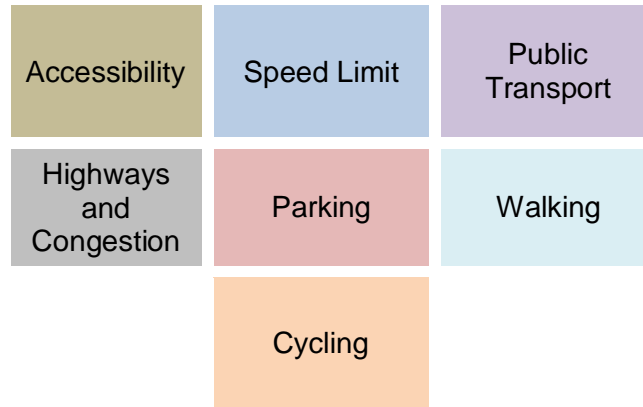 Accessibility
Speed Limit
Public
Transport
Highways
and
Congestion
Parking
Walking
Cycling